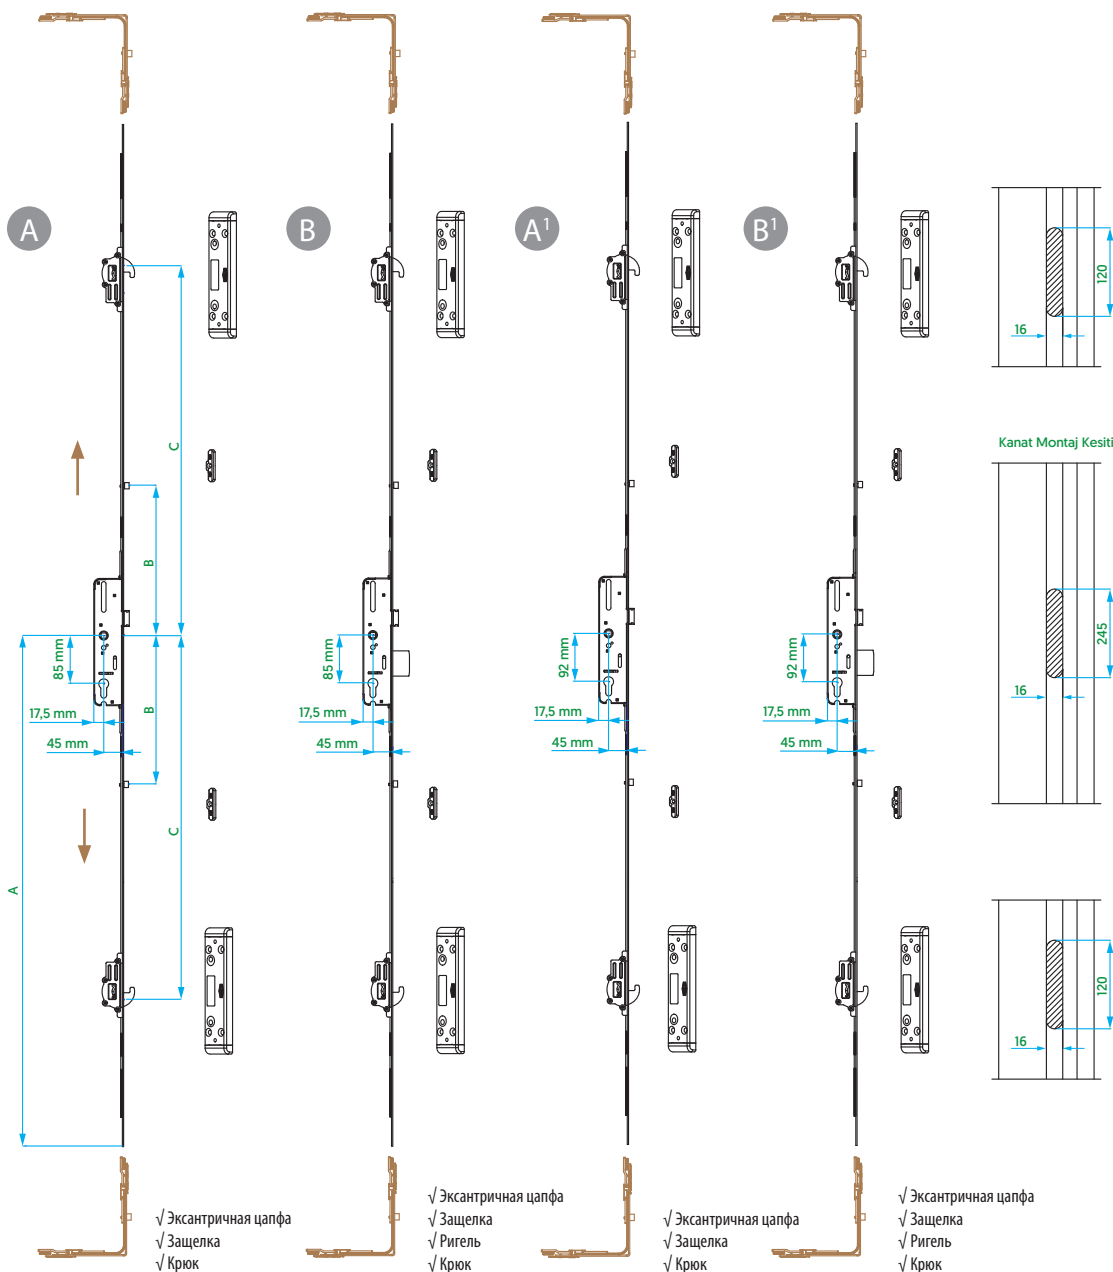 A
B
A¹
B¹
120
16
C
Kanat Montaj Kesiti
B
85 mm
85 mm
92 mm
92 mm
245
16
17,5 mm
17,5 mm
17,5 mm
17,5 mm
45 mm
45 mm
45 mm
45 mm
B
C
A
120
16
√ Эксантричная цапфа
√ Защелка
√ Крюк
√ Эксантричная цапфа
√ Защелка
√ Ригель
√ Крюк
√ Эксантричная цапфа
√ Защелка
√ Крюк
√ Эксантричная цапфа
√ Защелка
√ Ригель
√ Крюк